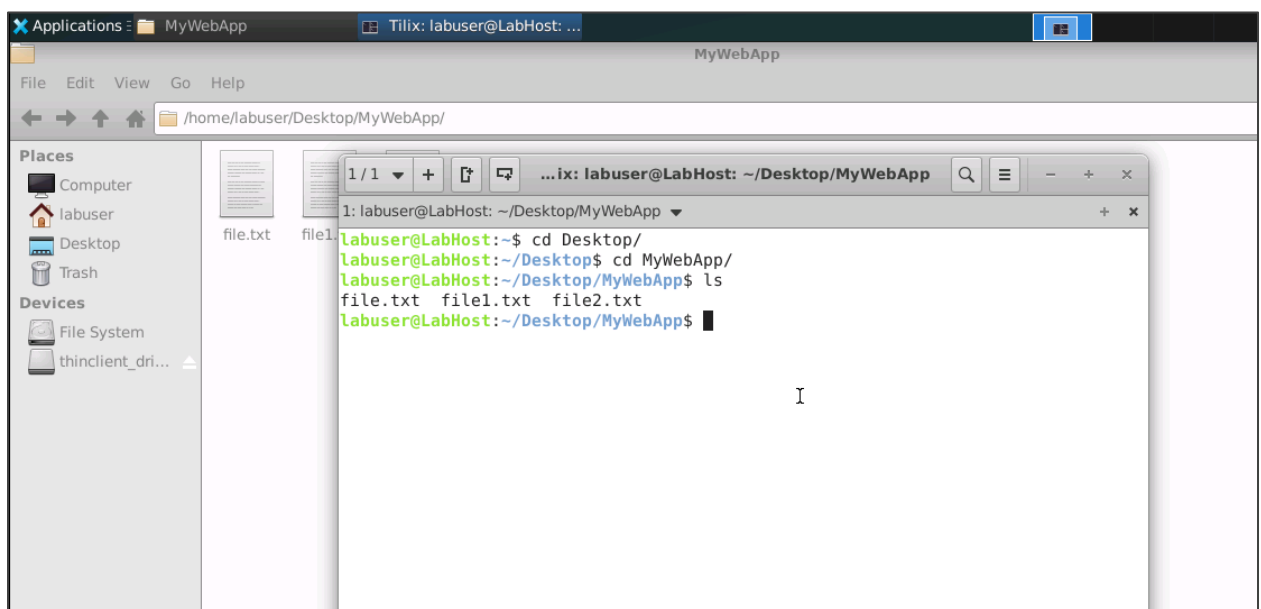 Applications MyWebApp Tilix: labuser@LabHost: ...
MyWebApp
File Edit View Go Help
/home/labuser/Desktop/MyWebApp/
Places
Computer
labuser
Desktop
Trash
Devices
File System
thinclient_dri...
file.txt
file1.
1 / 1 ...ix: labuser@LabHost: ~/Desktop/MyWebApp
1: labuser@LabHost: ~/Desktop/MyWebApp
labuser@LabHost:~$ cd Desktop/
labuser@LabHost:~/Desktop$ cd MyWebApp/
labuser@LabHost:~/Desktop/MyWebApp$ ls
file.txt file1.txt file2.txt
labuser@LabHost:~/Desktop/MyWebApp$